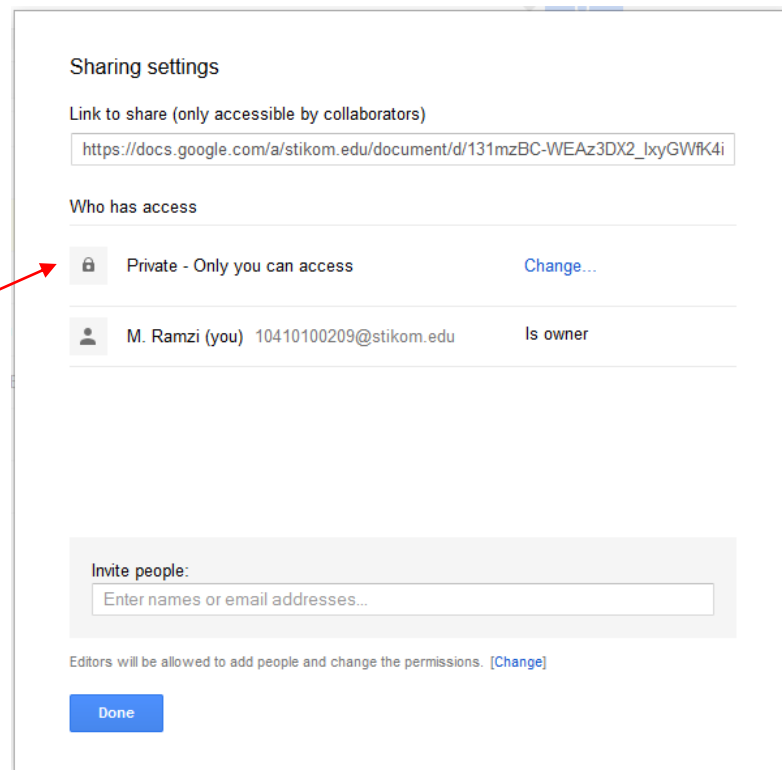 Sharing settings
Link to share (only accessible by collaborators)
https://docs.google.com/a/stikom.edu/document/d/131mzBC-WEAz3DX2_IxyGWfK4i
Who has access
Private - Only you can access Change...
M. Ramzi (you) 10410100209@stikom.edu Is owner
Invite people:
Enter names or email addresses...
Editors will be allowed to add people and change the permissions. [Change]
Done